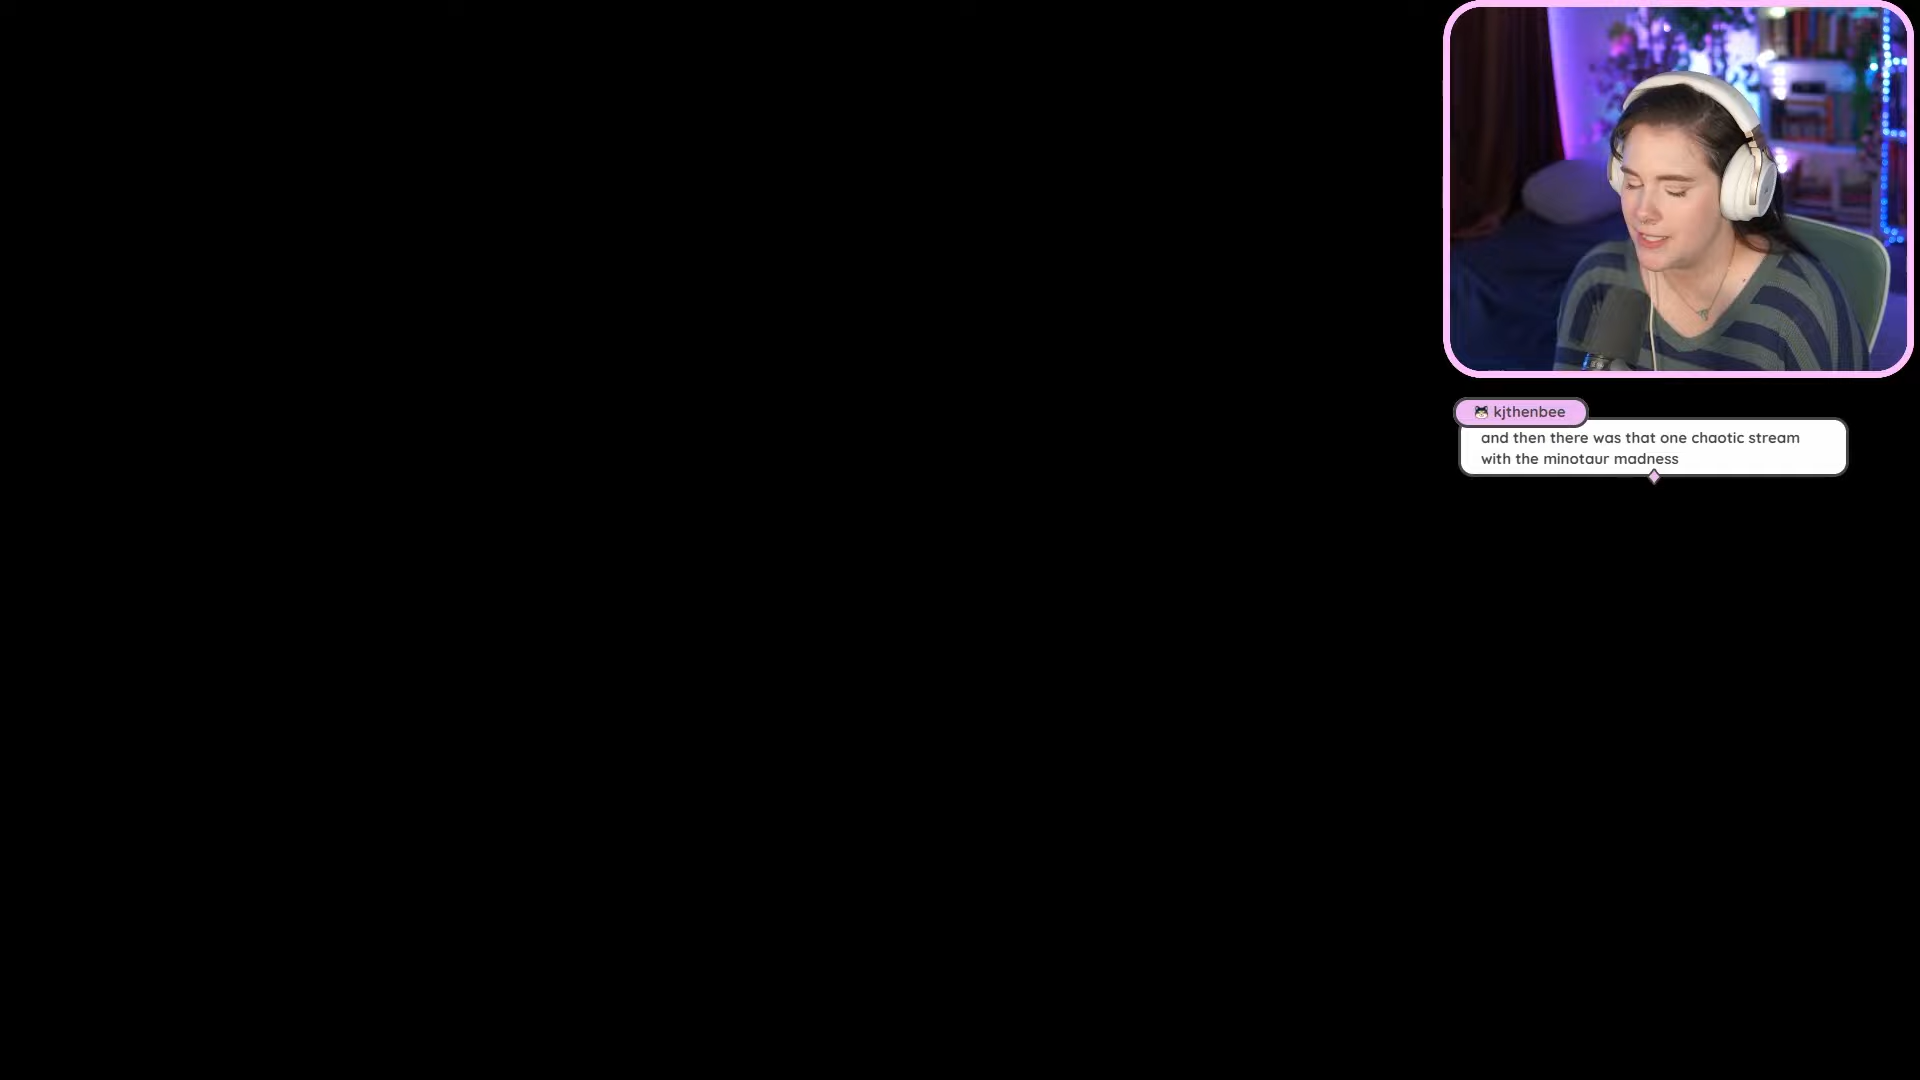 kjthenbee
and then there was that one chaotic stream
with the minotaur madness